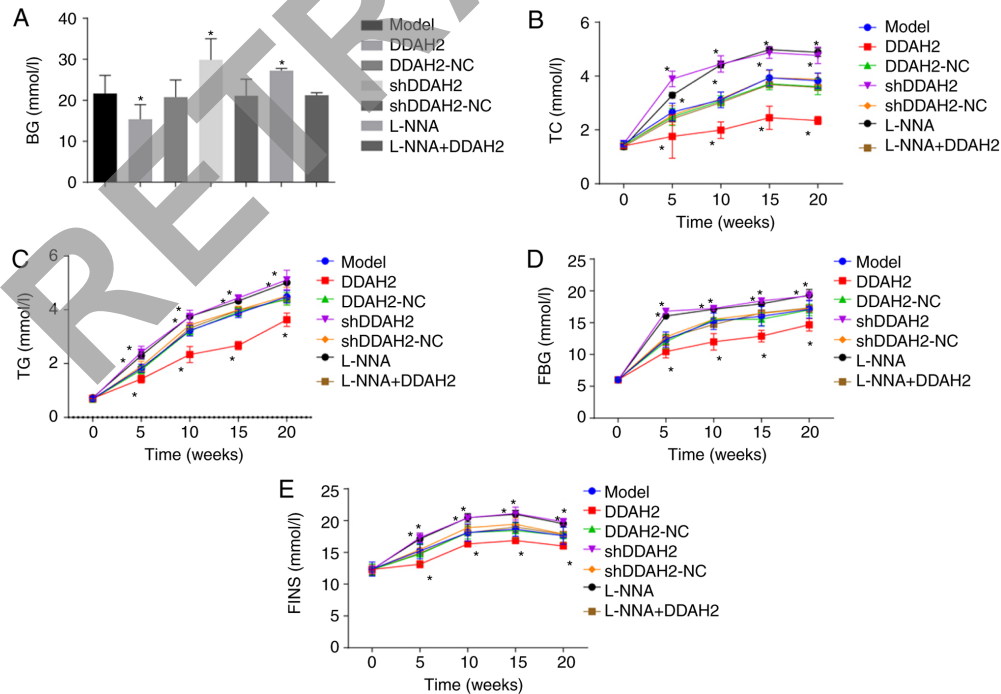 A
BG (mmol/l)
40
30
20
10
0
*
*
*
Model
DDAH2
DDAH2-NC
shDDAH2
shDDAH2-NC
L-NNA
L-NNA+DDAH2
B
TC (mmol/l)
6
4
2
0
0 5 10 15 20
Time (weeks)
* * * *
* * * *
* * * *
Model
DDAH2
DDAH2-NC
shDDAH2
shDDAH2-NC
L-NNA
L-NNA+DDAH2
C
TG (mmol/l)
6
4
2
0
0 5 10 15 20
Time (weeks)
* * * *
* * * *
* * * *
Model
DDAH2
DDAH2-NC
shDDAH2
shDDAH2-NC
L-NNA
L-NNA+DDAH2
D
FBG (mmol/l)
25
20
15
10
5
0
0 5 10 15 20
Time (weeks)
* * * *
* * * *
* * * *
Model
DDAH2
DDAH2-NC
shDDAH2
shDDAH2-NC
L-NNA
L-NNA+DDAH2
E
FINS (mmol/l)
25
20
15
10
5
0
0 5 10 15 20
Time (weeks)
* * * *
* * * *
* * * *
Model
DDAH2
DDAH2-NC
shDDAH2
shDDAH2-NC
L-NNA
L-NNA+DDAH2
RETRA